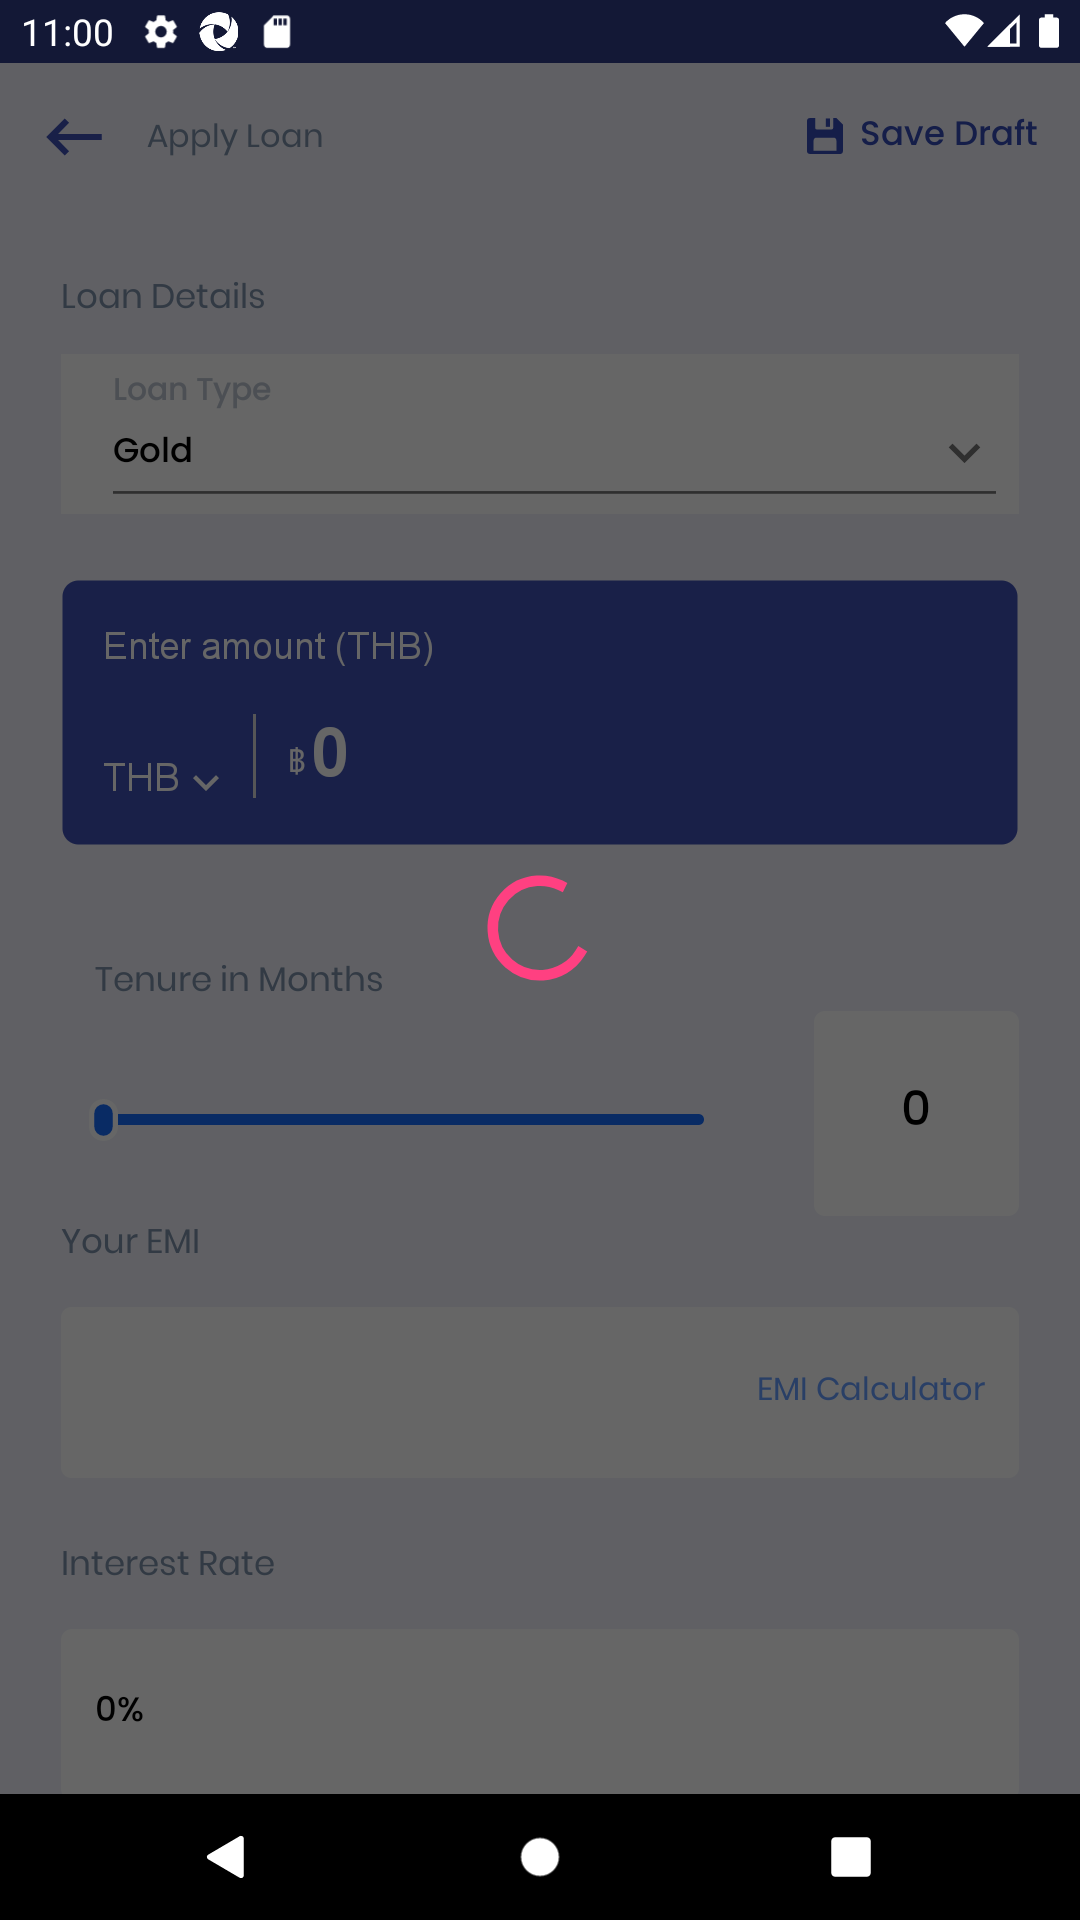 11:00
Apply Loan
Save Draft
Loan Details
Loan Type
Gold
Enter amount (THB)
THB
฿0
Tenure in Months
0
Your EMI
EMI Calculator
Interest Rate
0%